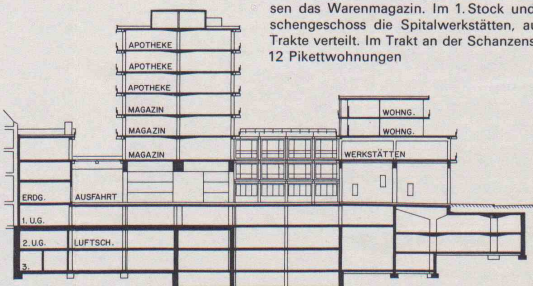 sen das Warenmagazin. Im 1. Stock und
schengeschoss die Spitalwerkstätten, au
Trakte verteilt. Im Trakt an der Schanzens
12 Pikettwohnungen
APOTHEKE
APOTHEKE
APOTHEKE
MAGAZIN
MAGAZIN
MAGAZIN
WOHNG.
WOHNG.
WERKSTÄTTEN
ERDG.
AUSFAHRT
1. U.G.
2. U.G.
LUFTSCH.
3.